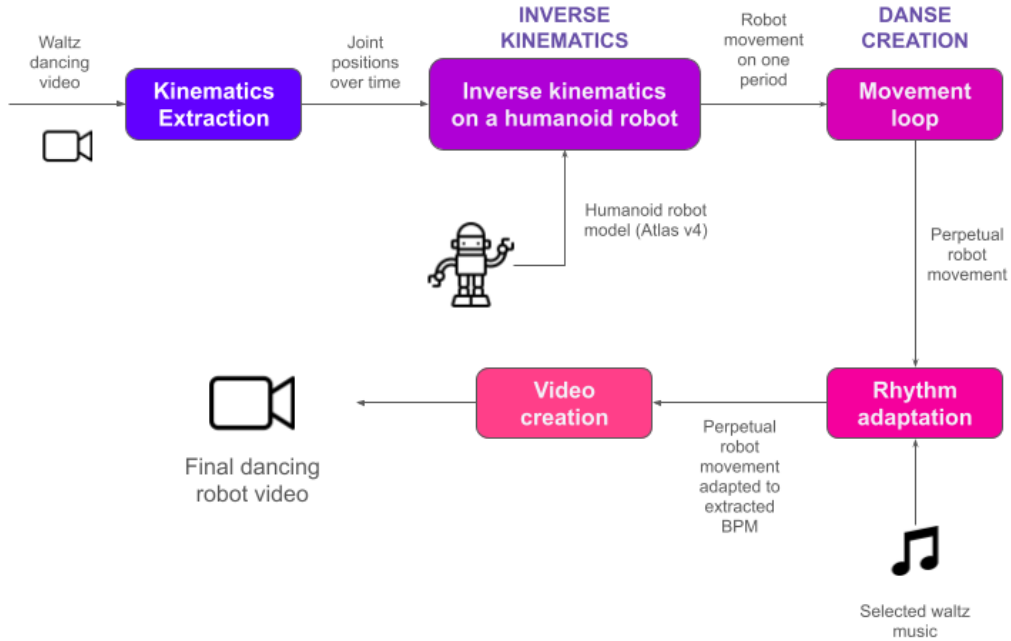 Waltz
dancing
video
Kinematics
Extraction
Joint
positions
over time
INVERSE
KINEMATICS
Inverse kinematics
on a humanoid robot
Robot
movement
on one
period
DANSE
CREATION
Movement
loop
Humanoid robot
model (Atlas v4)
Perpetual
robot
movement
Rhythm
adaptation
Selected waltz
music
Perpetual
robot
movement
adapted to
extracted
BPM
Video
creation
Final dancing
robot video